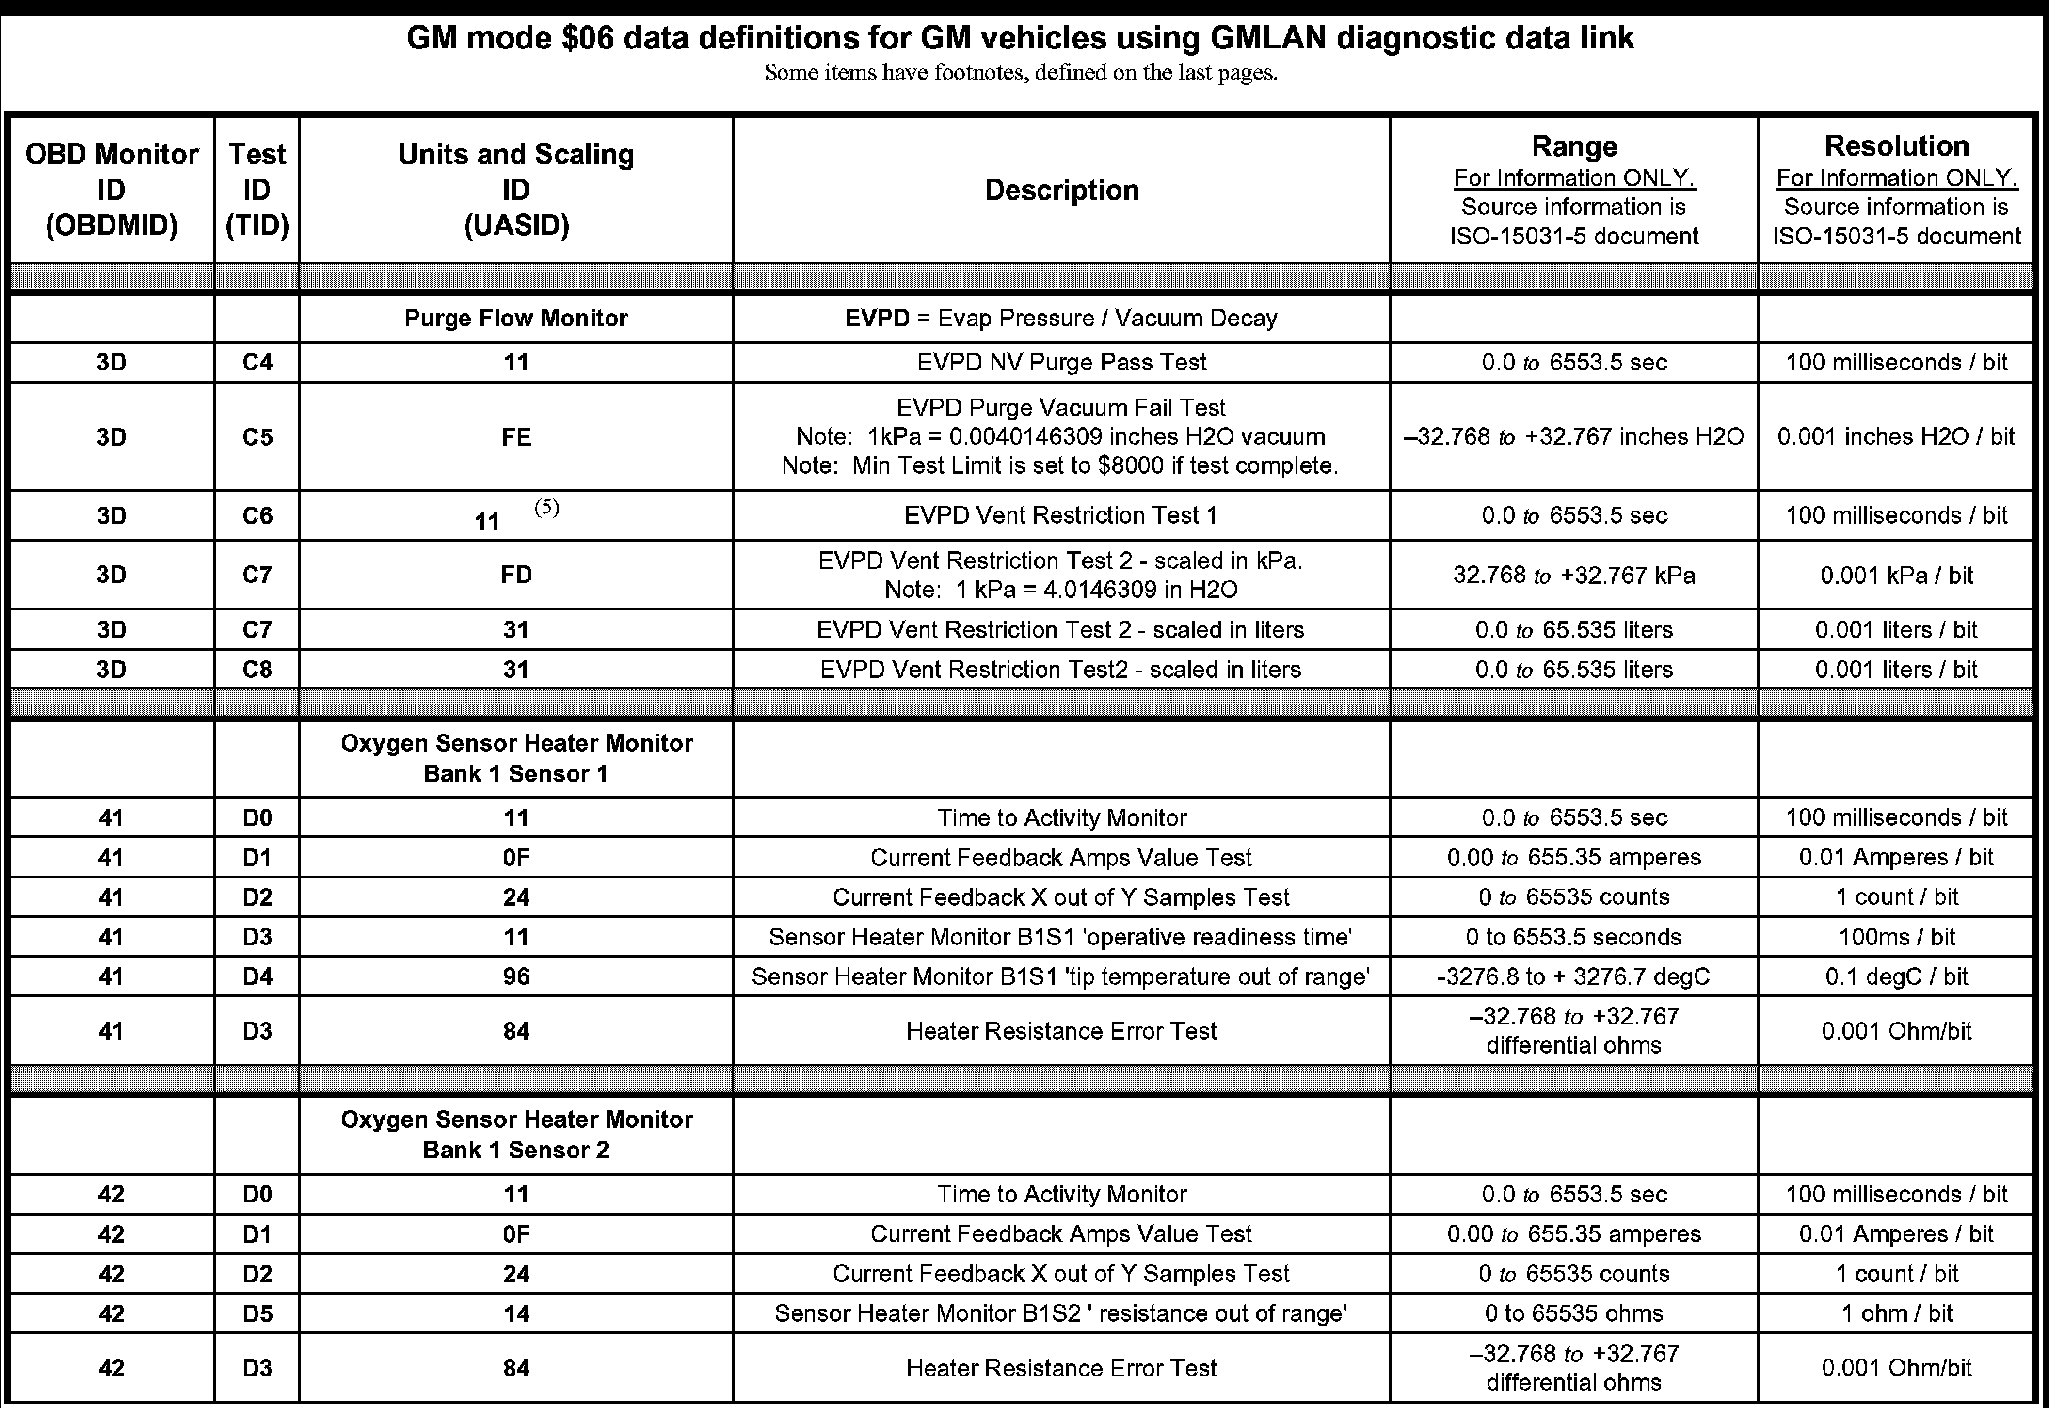 GM mode $06 data definitions for GM vehicles using GMLAN diagnostic data link
Some items have footnotes, defined on the last pages.
OBD Monitor ID (OBDMID) Test ID (TID) Units and Scaling ID (UASID) Description Range For Information ONLY. Source information is ISO-15031-5 document Resolution For Information ONLY. Source information is ISO-15031-5 document
Purge Flow Monitor EVPD = Evap Pressure / Vacuum Decay
3D C4 11 EVPD NV Purge Pass Test 0.0 to 6553.5 sec 100 milliseconds / bit
3D C5 FE EVPD Purge Vacuum Fail Test Note: 1kPa = 0.0040146309 inches H2O vacuum Note: Min Test Limit is set to $8000 if test complete. –32.768 to +32.767 inches H2O 0.001 inches H2O / bit
3D C6 11 (5) EVPD Vent Restriction Test 1 0.0 to 6553.5 sec 100 milliseconds / bit
3D C7 FD EVPD Vent Restriction Test 2 - scaled in kPa. Note: 1 kPa = 4.0146309 in H2O 32.768 to +32.767 kPa 0.001 kPa / bit
3D C7 31 EVPD Vent Restriction Test 2 - scaled in liters 0.0 to 65.535 liters 0.001 liters / bit
3D C8 31 EVPD Vent Restriction Test2 - scaled in liters 0.0 to 65.535 liters 0.001 liters / bit
Oxygen Sensor Heater Monitor
Bank 1 Sensor 1
41 D0 11 Time to Activity Monitor 0.0 to 6553.5 sec 100 milliseconds / bit
41 D1 0F Current Feedback Amps Value Test 0.00 to 655.35 amperes 0.01 Amperes / bit
41 D2 24 Current Feedback X out of Y Samples Test 0 to 65535 counts 1 count / bit
41 D3 11 Sensor Heater Monitor B1S1 'operative readiness time' 0 to 6553.5 seconds 100ms / bit
41 D4 96 Sensor Heater Monitor B1S1 'tip temperature out of range' -3276.8 to + 3276.7 degC 0.1 degC / bit
41 D3 84 Heater Resistance Error Test –32.768 to +32.767 differential ohms 0.001 Ohm/bit
Oxygen Sensor Heater Monitor
Bank 1 Sensor 2
42 D0 11 Time to Activity Monitor 0.0 to 6553.5 sec 100 milliseconds / bit
42 D1 0F Current Feedback Amps Value Test 0.00 to 655.35 amperes 0.01 Amperes / bit
42 D2 24 Current Feedback X out of Y Samples Test 0 to 65535 counts 1 count / bit
42 D5 14 Sensor Heater Monitor B1S2 ' resistance out of range' 0 to 65535 ohms 1 ohm / bit
42 D3 84 Heater Resistance Error Test –32.768 to +32.767 differential ohms 0.001 Ohm/bit